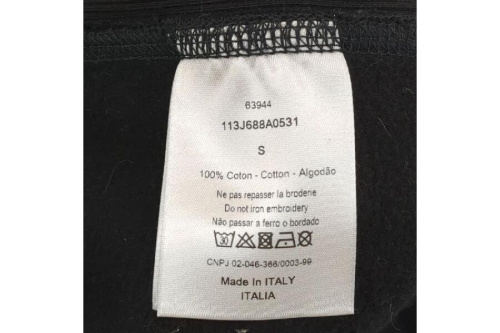 63944
113J688A0531
S
100% Coton - Cotton - Algodão
Ne pas repasser la broderie
Do not iron embroidery
Não passar a ferro o bordado
30
CNPJ 02-046-366/0003-99
Made In ITALY
ITALIA